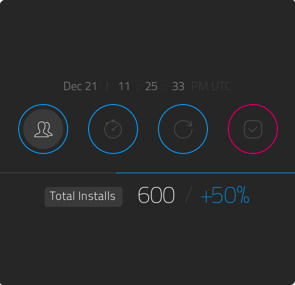 Dec 21 | 11 . 25 . 33 PM UTC
Total Installs 600 / +50%